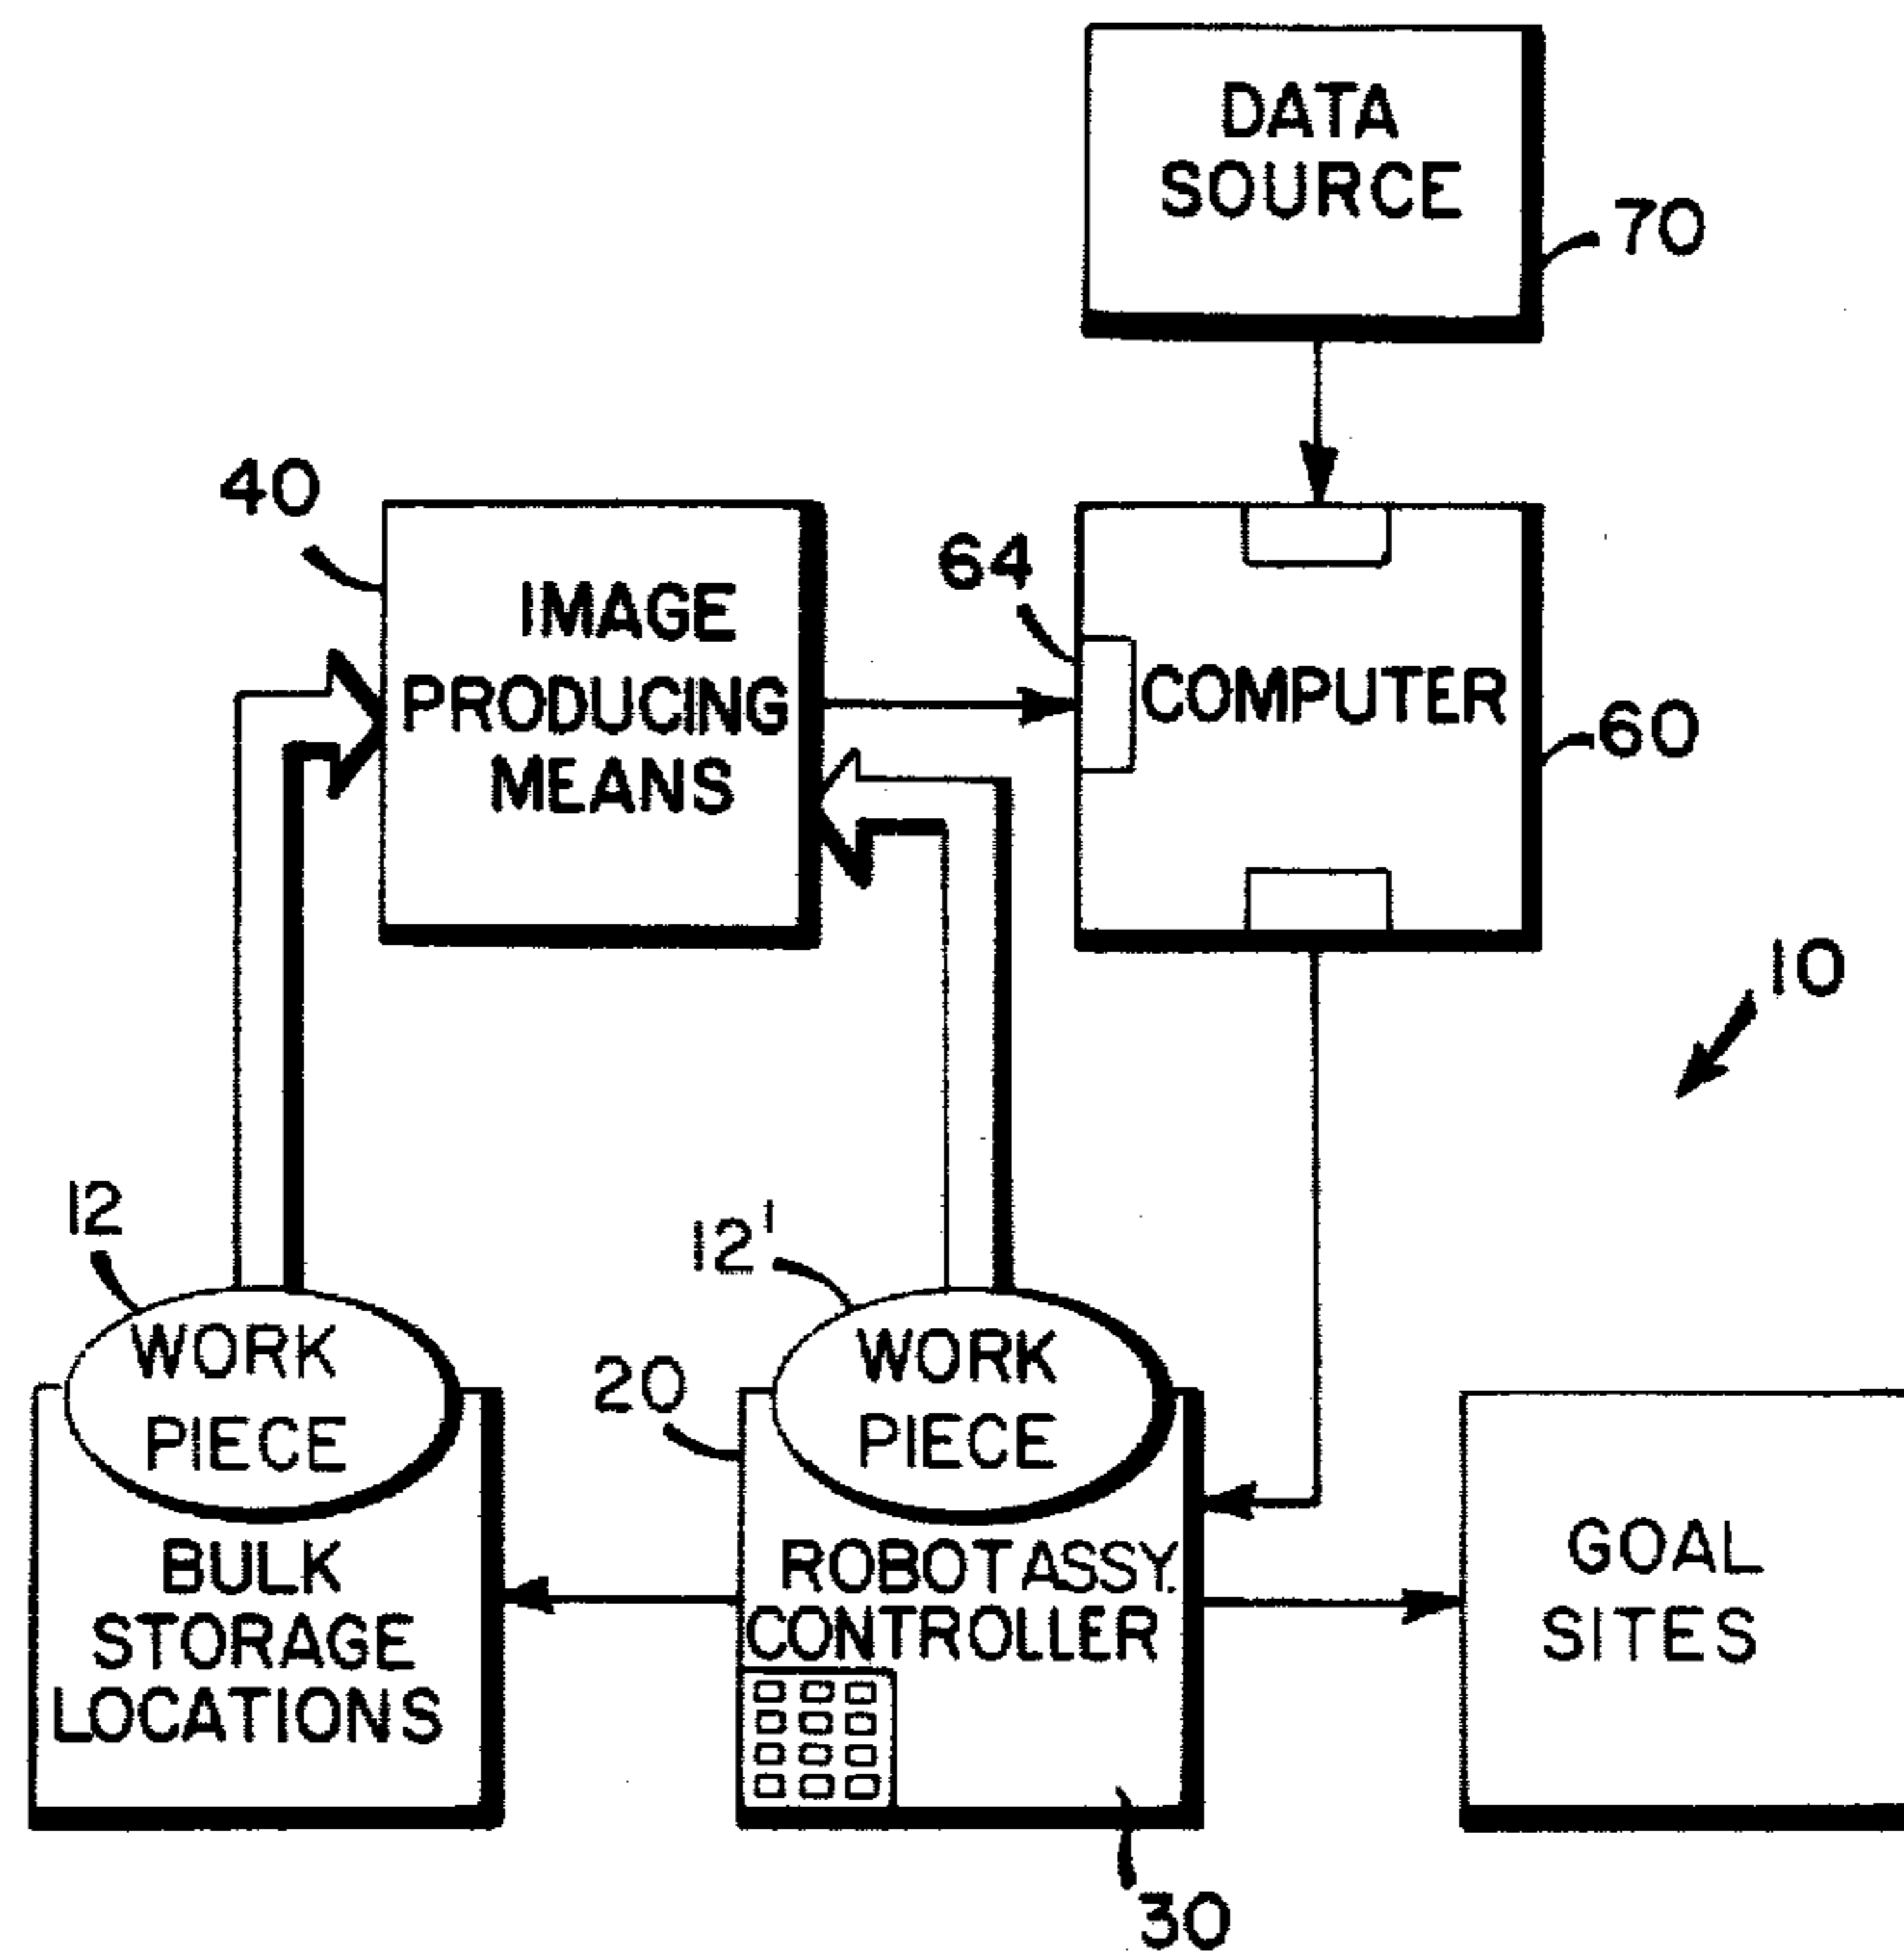 DATA
SOURCE
70
40
IMAGE
PRODUCING
MEANS
64
COMPUTER
60
10
12
WORK
PIECE
BULK
STORAGE
LOCATIONS
12'
20
WORK
PIECE
ROBOT ASSY.
CONTROLLER
30
GOAL
SITES